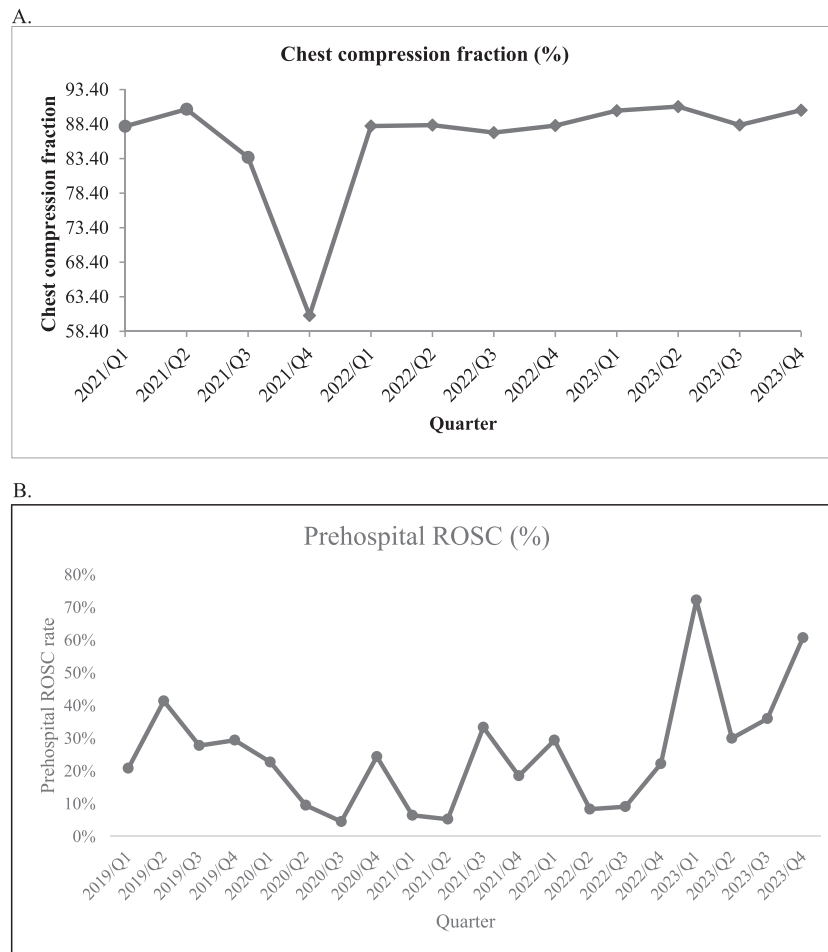 A.
Chest compression fraction (%)
Chest compression fraction
93.40
88.40
83.40
78.40
73.40
68.40
63.40
58.40
2021/Q1
2021/Q2
2021/Q3
2021/Q4
2022/Q1
2022/Q2
2022/Q3
2022/Q4
2023/Q1
2023/Q2
2023/Q3
2023/Q4
Quarter
B.
Prehospital ROSC (%)
Prehospital ROSC rate
80%
70%
60%
50%
40%
30%
20%
10%
0%
2019/Q1
2019/Q2
2019/Q3
2019/Q4
2020/Q1
2020/Q2
2020/Q3
2020/Q4
2021/Q1
2021/Q2
2021/Q3
2021/Q4
2022/Q1
2022/Q2
2022/Q3
2022/Q4
2023/Q1
2023/Q2
2023/Q3
2023/Q4
Quarter